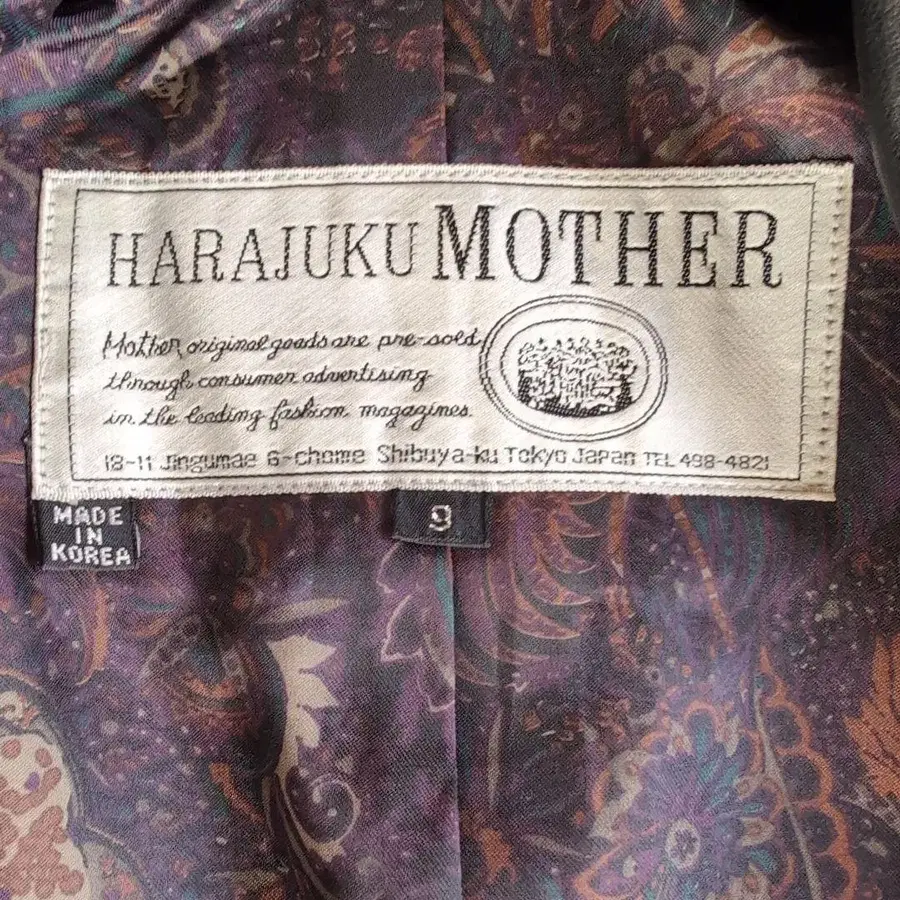 HARAJUKU MOTHER
Mother original goods are pre-sold
through consumer advertising
in the leading fashion magazines.
18-11 Jingumae 6-chome Shibuya-ku Tokyo Japan TEL 498-4821
MADE
IN
KOREA
9